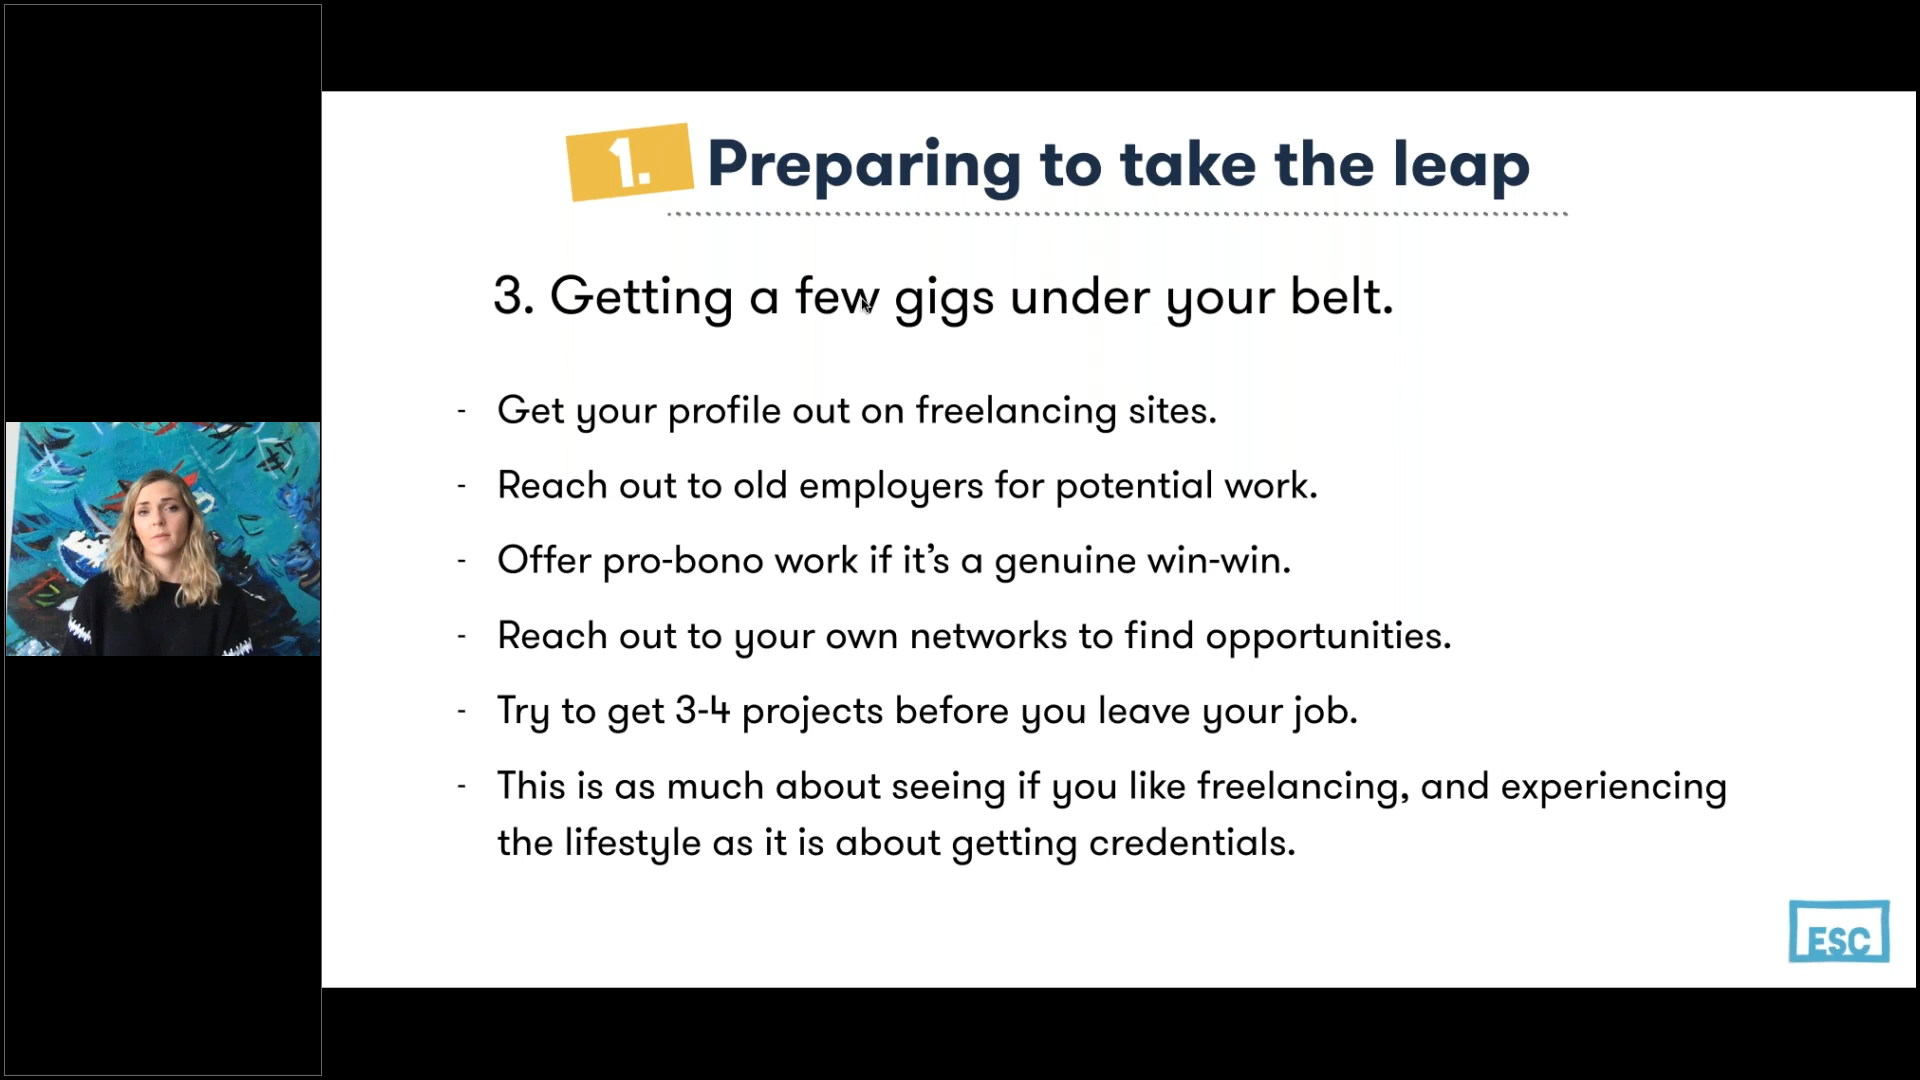 1. Preparing to take the leap
3. Getting a few gigs under your belt.
- Get your profile out on freelancing sites.
- Reach out to old employers for potential work.
- Offer pro-bono work if it’s a genuine win-win.
- Reach out to your own networks to find opportunities.
- Try to get 3-4 projects before you leave your job.
- This is as much about seeing if you like freelancing, and experiencing
the lifestyle as it is about getting credentials.
ESC